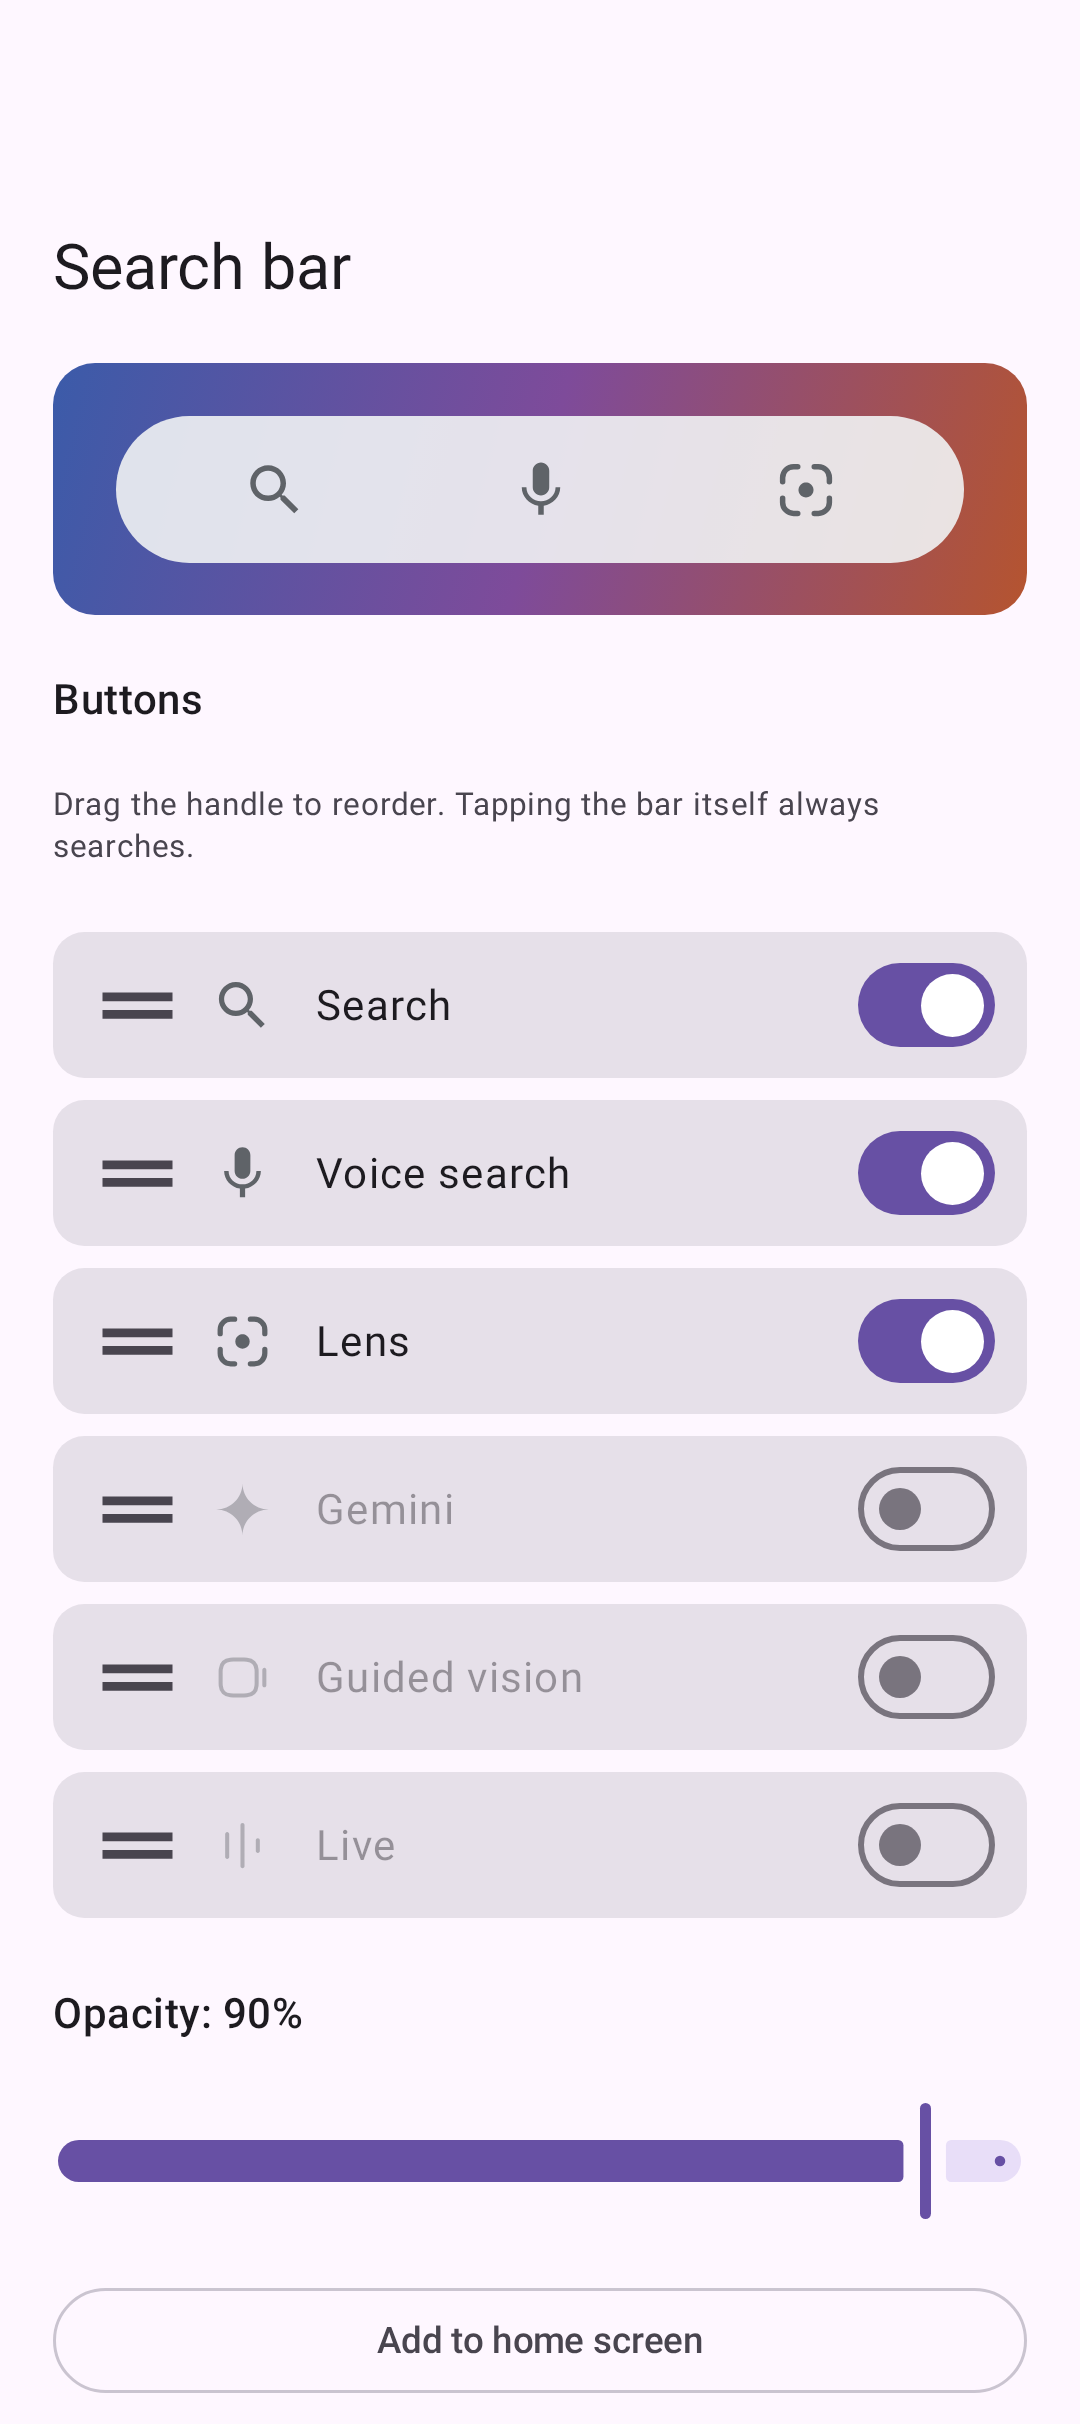 Search bar
Buttons
Drag the handle to reorder. Tapping the bar itself always
searches.
Search
Voice search
Lens
Gemini
Guided vision
Live
Opacity: 90%
Add to home screen